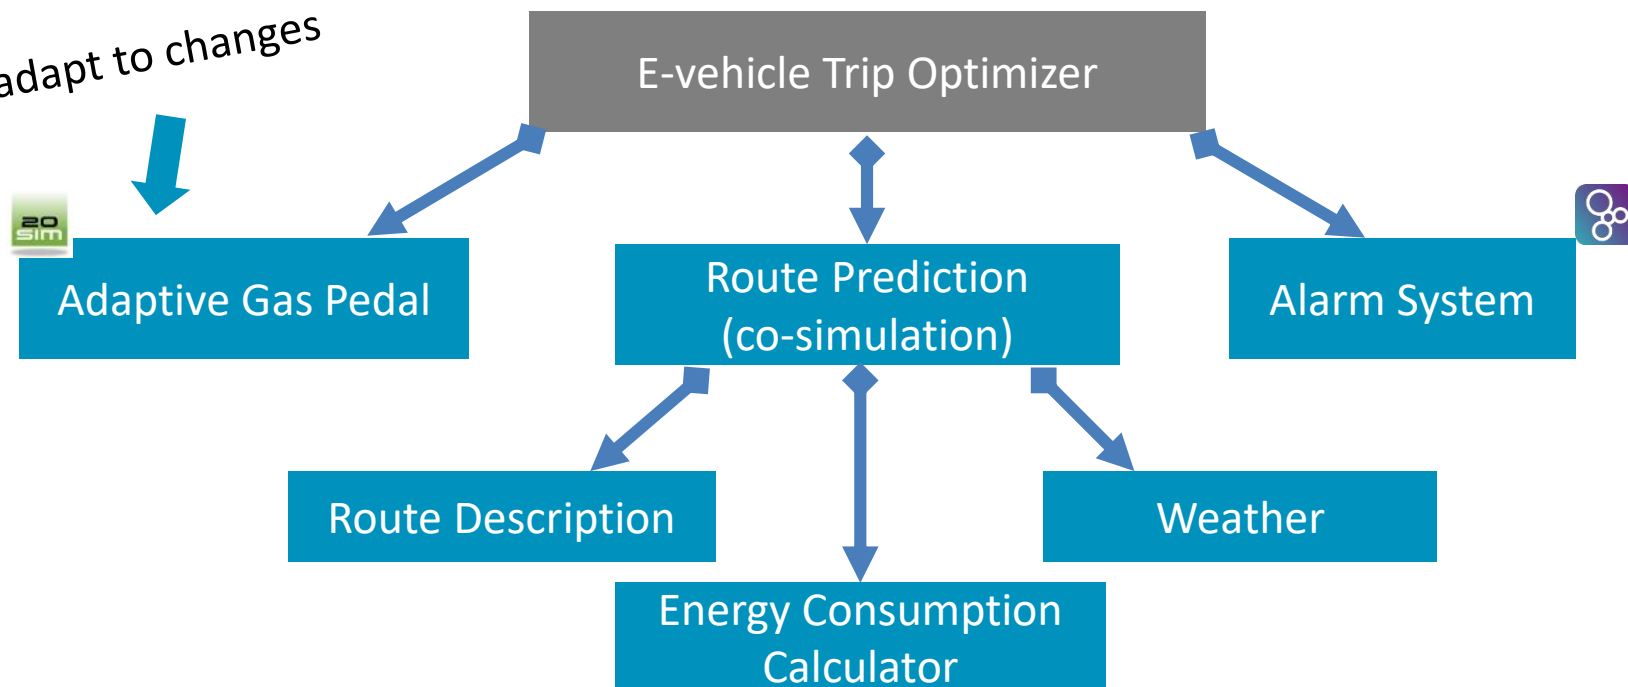 adapt to changes
E-vehicle Trip Optimizer
20
sim
Adaptive Gas Pedal
Route Prediction
(co-simulation)
Alarm System
Route Description
Weather
Energy Consumption
Calculator